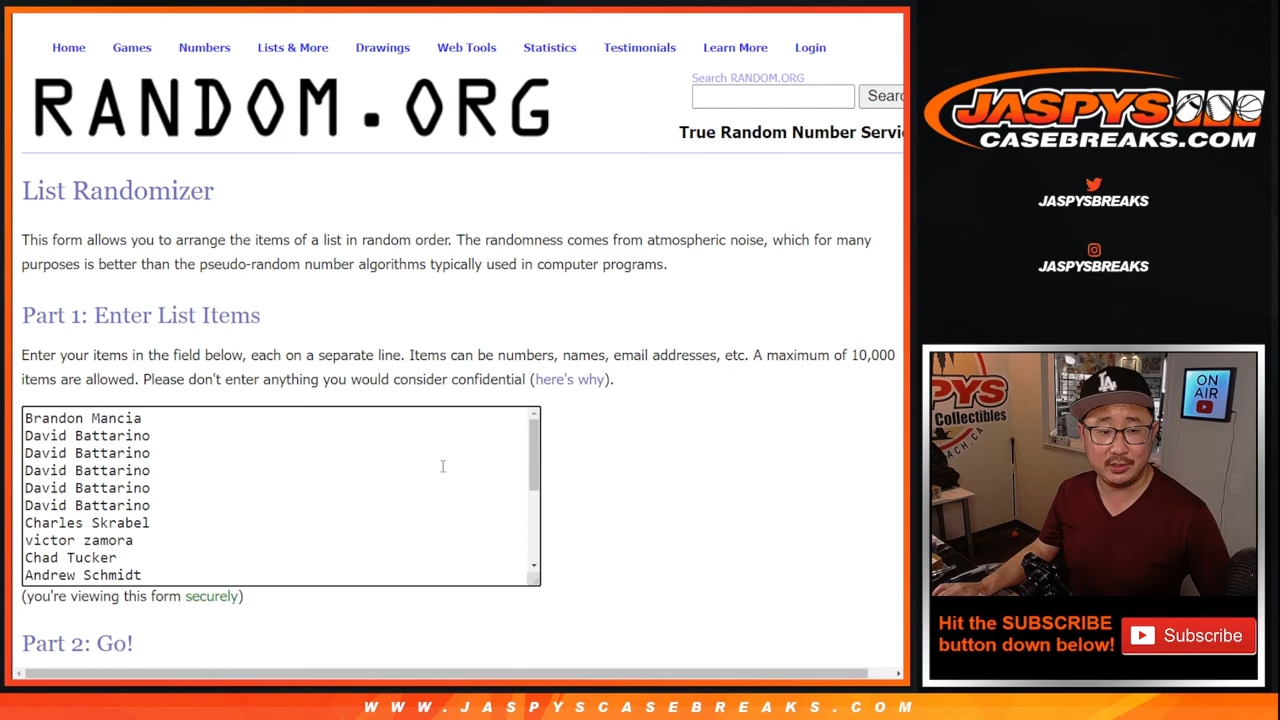 Home Games Numbers Lists & More Drawings Web Tools Statistics Testimonials Learn More Login
RANDOM.ORG
Search RANDOM.ORG
Searc
True Random Number Servi
List Randomizer
This form allows you to arrange the items of a list in random order. The randomness comes from atmospheric noise, which for many
purposes is better than the pseudo-random number algorithms typically used in computer programs.
Part 1: Enter List Items
Enter your items in the field below, each on a separate line. Items can be numbers, names, email addresses, etc. A maximum of 10,000
items are allowed. Please don't enter anything you would consider confidential (here's why).
Brandon Mancia
David Battarino
David Battarino
David Battarino
David Battarino
David Battarino
Charles Skrabel
victor zamora
Chad Tucker
Andrew Schmidt
(you're viewing this form securely)
Part 2: Go!
JASPYS
CASEBREAKS.COM
JASPYSBREAKS
JASPYSBREAKS
PYS
Collectibles
EACH, CA
LA
ON
AIR
Hit the SUBSCRIBE
button down below!
Subscribe
WWW.JASPYSCASEBREAKS.COM